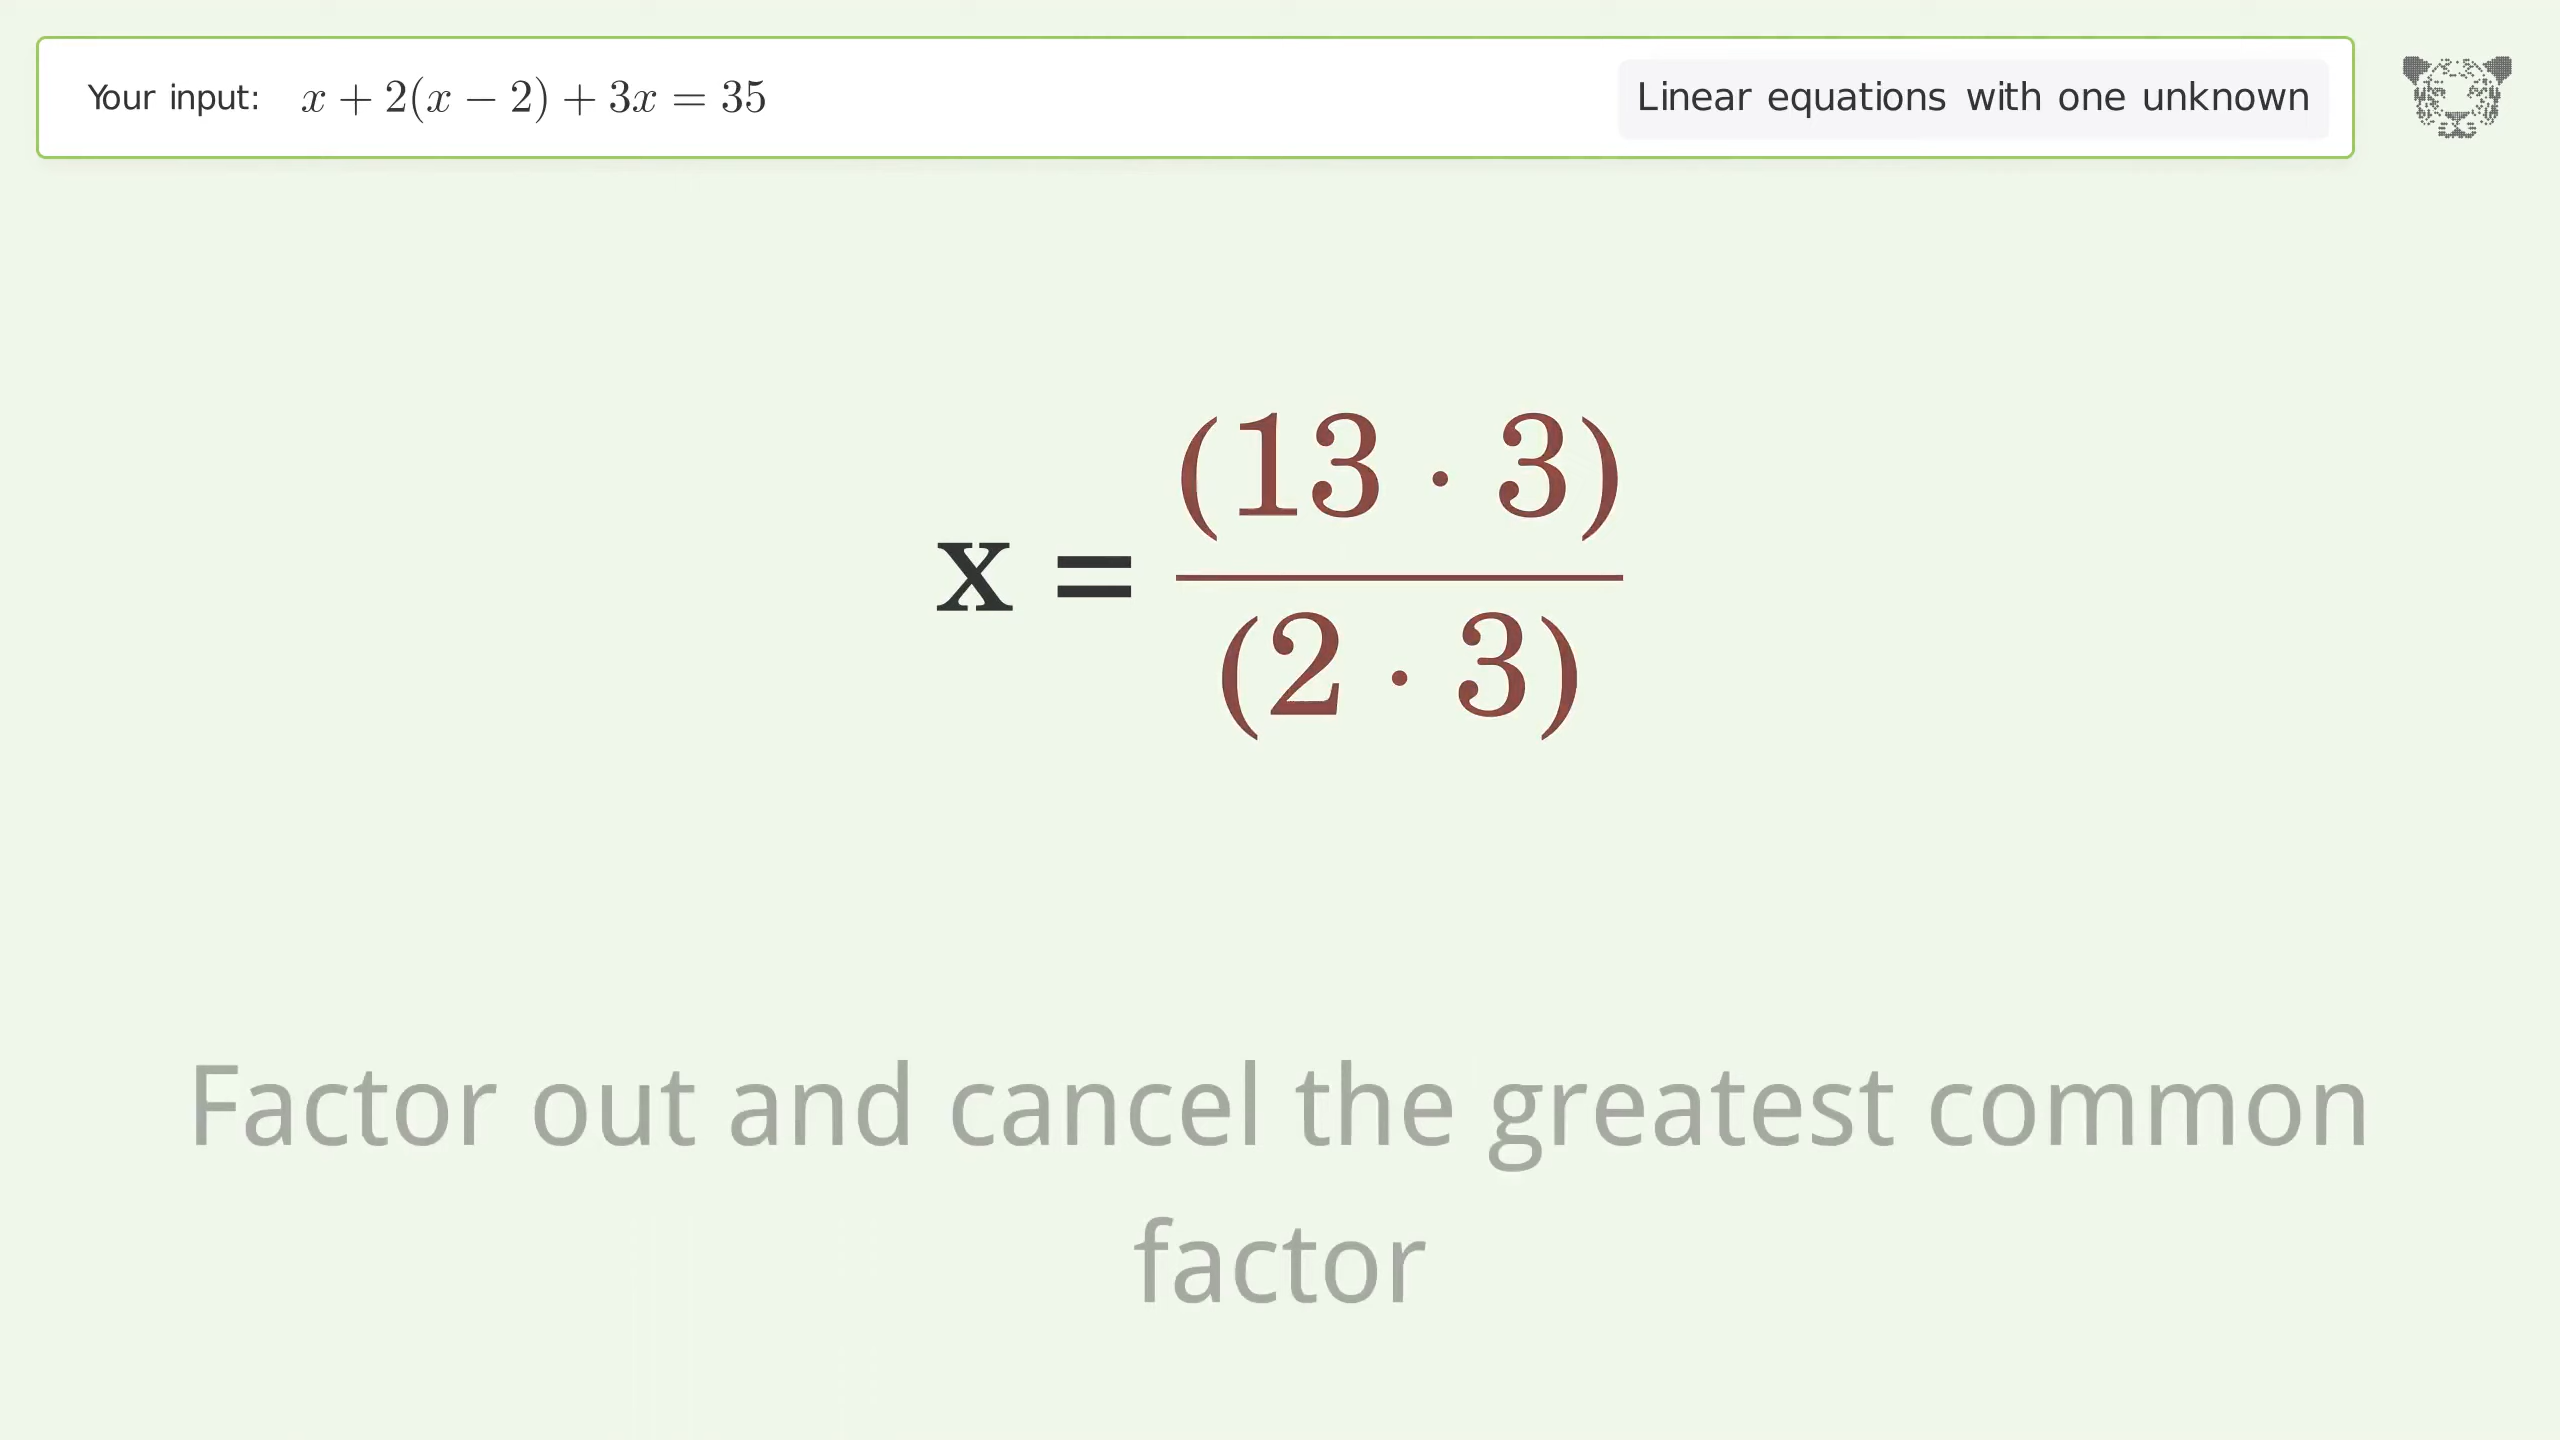 Your input: x + 2(x − 2) + 3x = 35
Linear equations with one unknown
x = (13 · 3)
(2 · 3)
Factor out and cancel the greatest common
factor